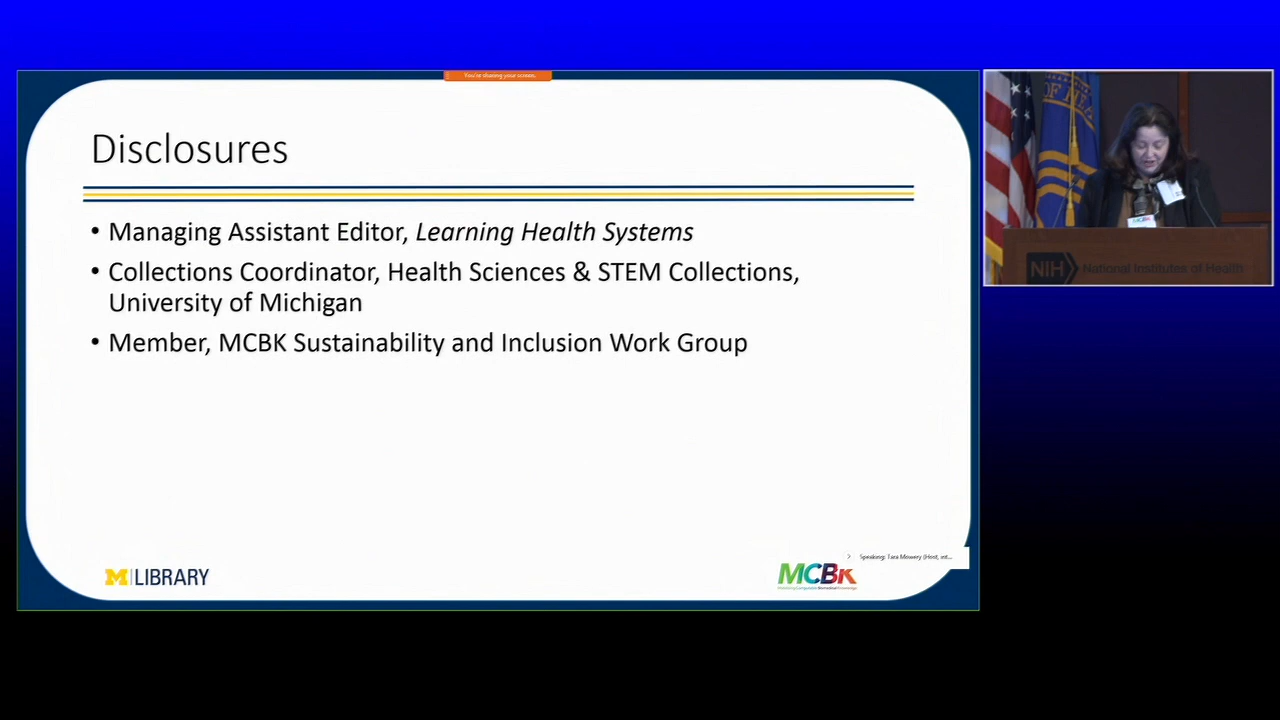 You're sharing your screen.
Disclosures
• Managing Assistant Editor, Learning Health Systems
• Collections Coordinator, Health Sciences & STEM Collections,
University of Michigan
• Member, MCBK Sustainability and Inclusion Work Group
M LIBRARY
MCBK
Speaking: Tara Mowery (Host, int...
NIH National Institutes of Health